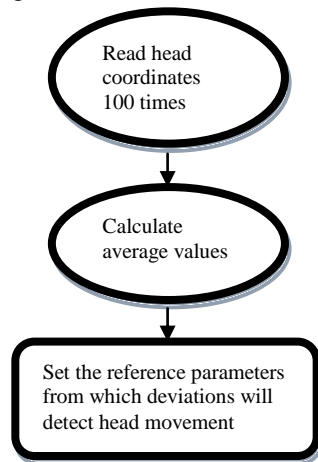 Read head
coordinates
100 times
Calculate
average values
Set the reference parameters
from which deviations will
detect head movement